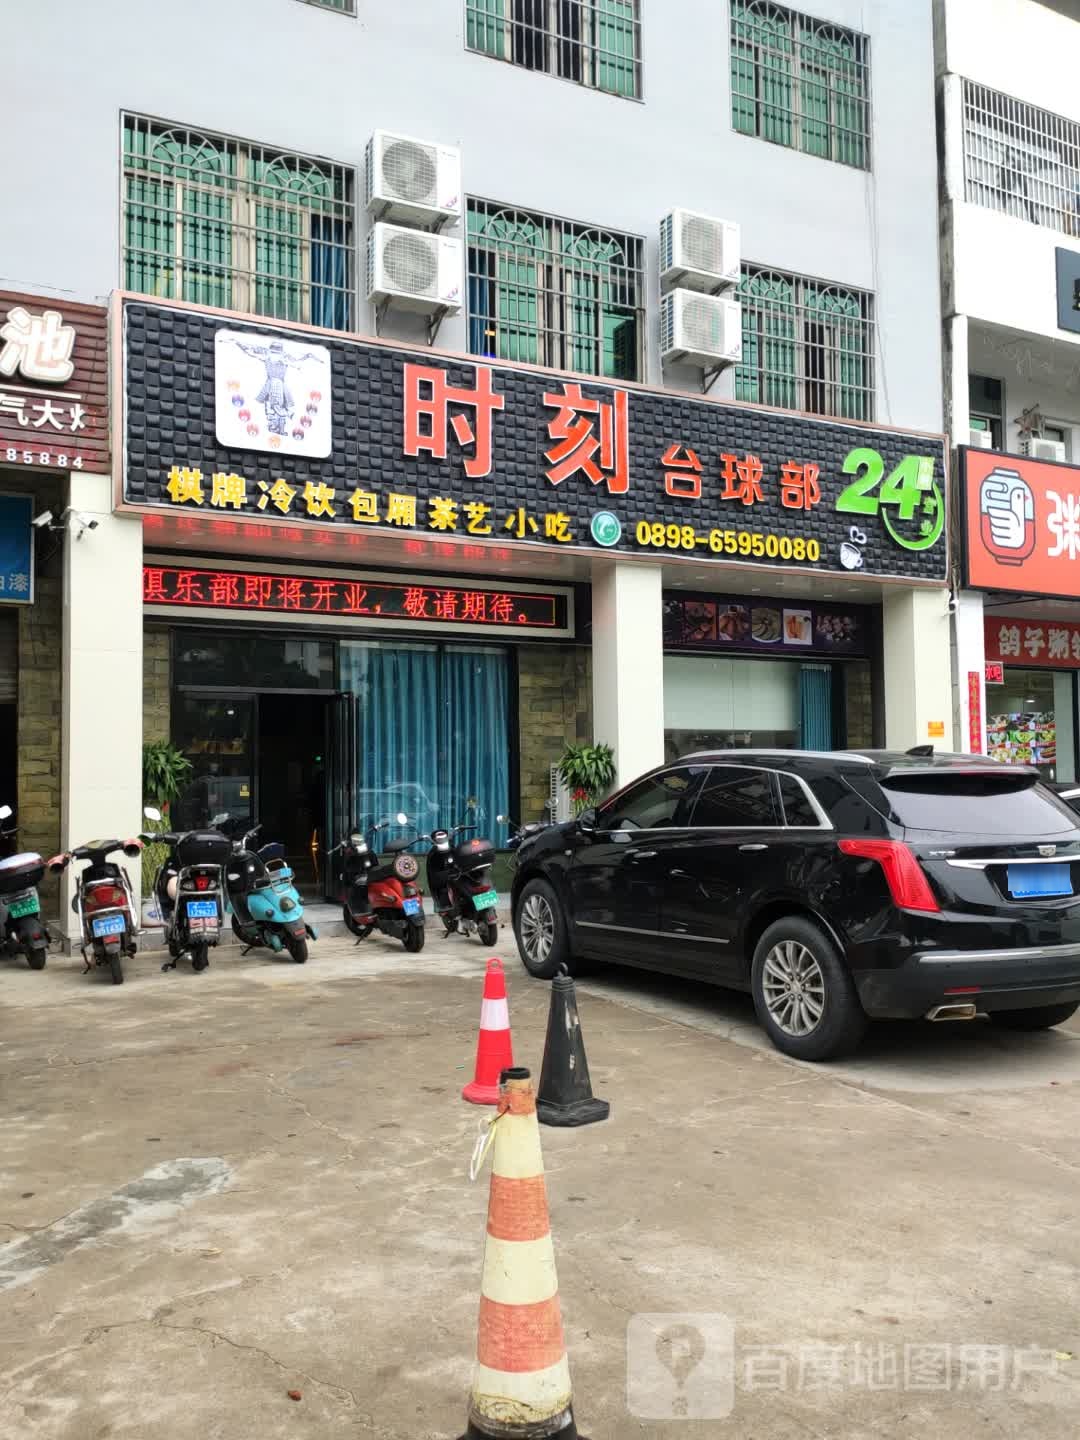 池
气大
85884
时刻台球部
24
棋牌冷饮包厢茶艺小吃
0898-65950080
俱乐部即将开业，敬请期待。
粥
鸽子粥
漆
百度地图用户